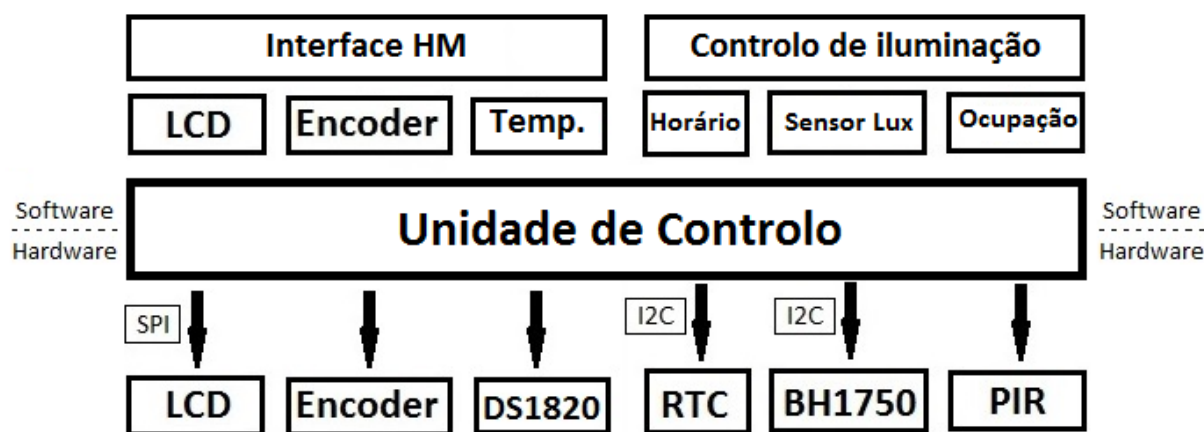 Interface HM
Controlo de iluminação
LCD
Encoder
Temp.
Horário
Sensor Lux
Ocupação
Software
Hardware
Unidade de Controlo
Software
Hardware
SPI
I2C
I2C
LCD
Encoder
DS1820
RTC
BH1750
PIR